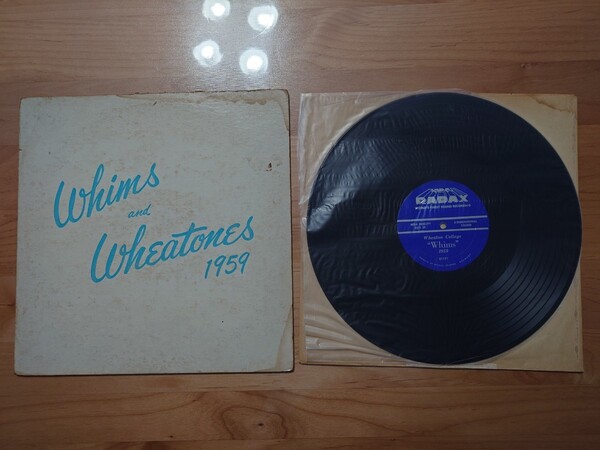 Whims
and
Wheatones
1959
RADAX
Wheaton College
"Whims"
1959